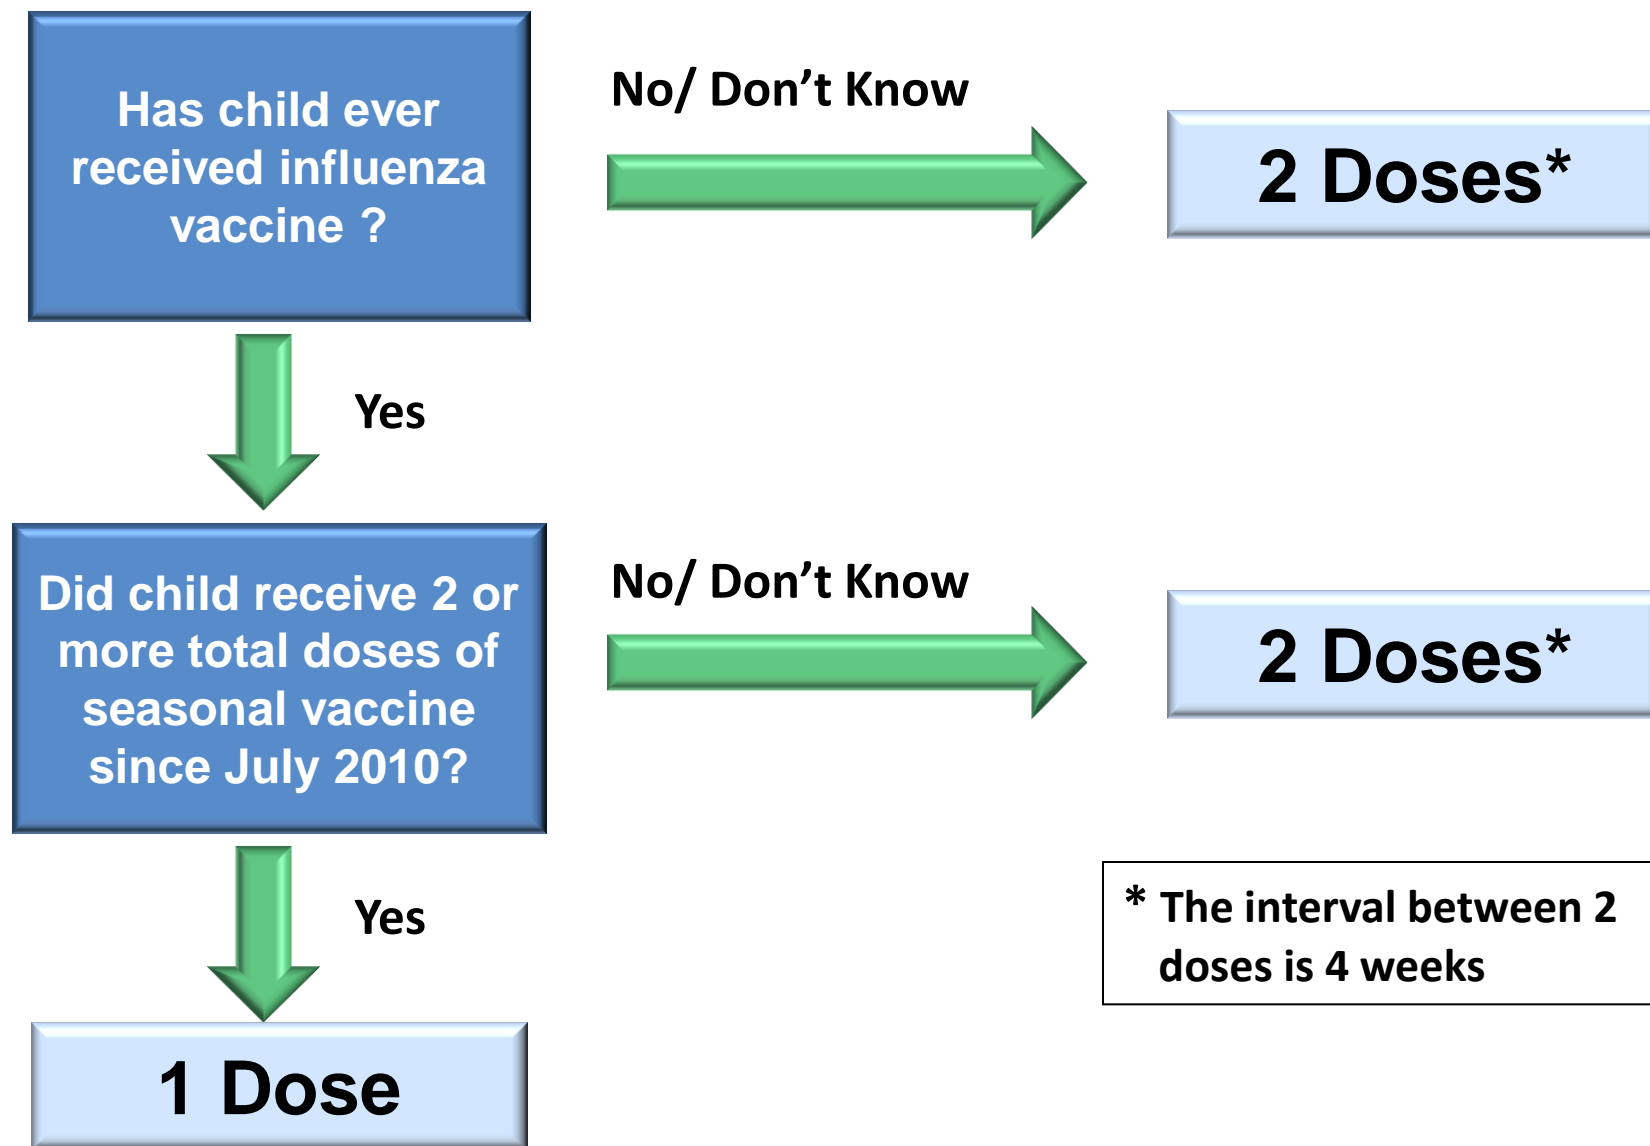 Has child ever
received influenza
vaccine ?
No/ Don’t Know
2 Doses*
Yes
Did child receive 2 or
more total doses of
seasonal vaccine
since July 2010?
No/ Don’t Know
2 Doses*
Yes
* The interval between 2
doses is 4 weeks
1 Dose